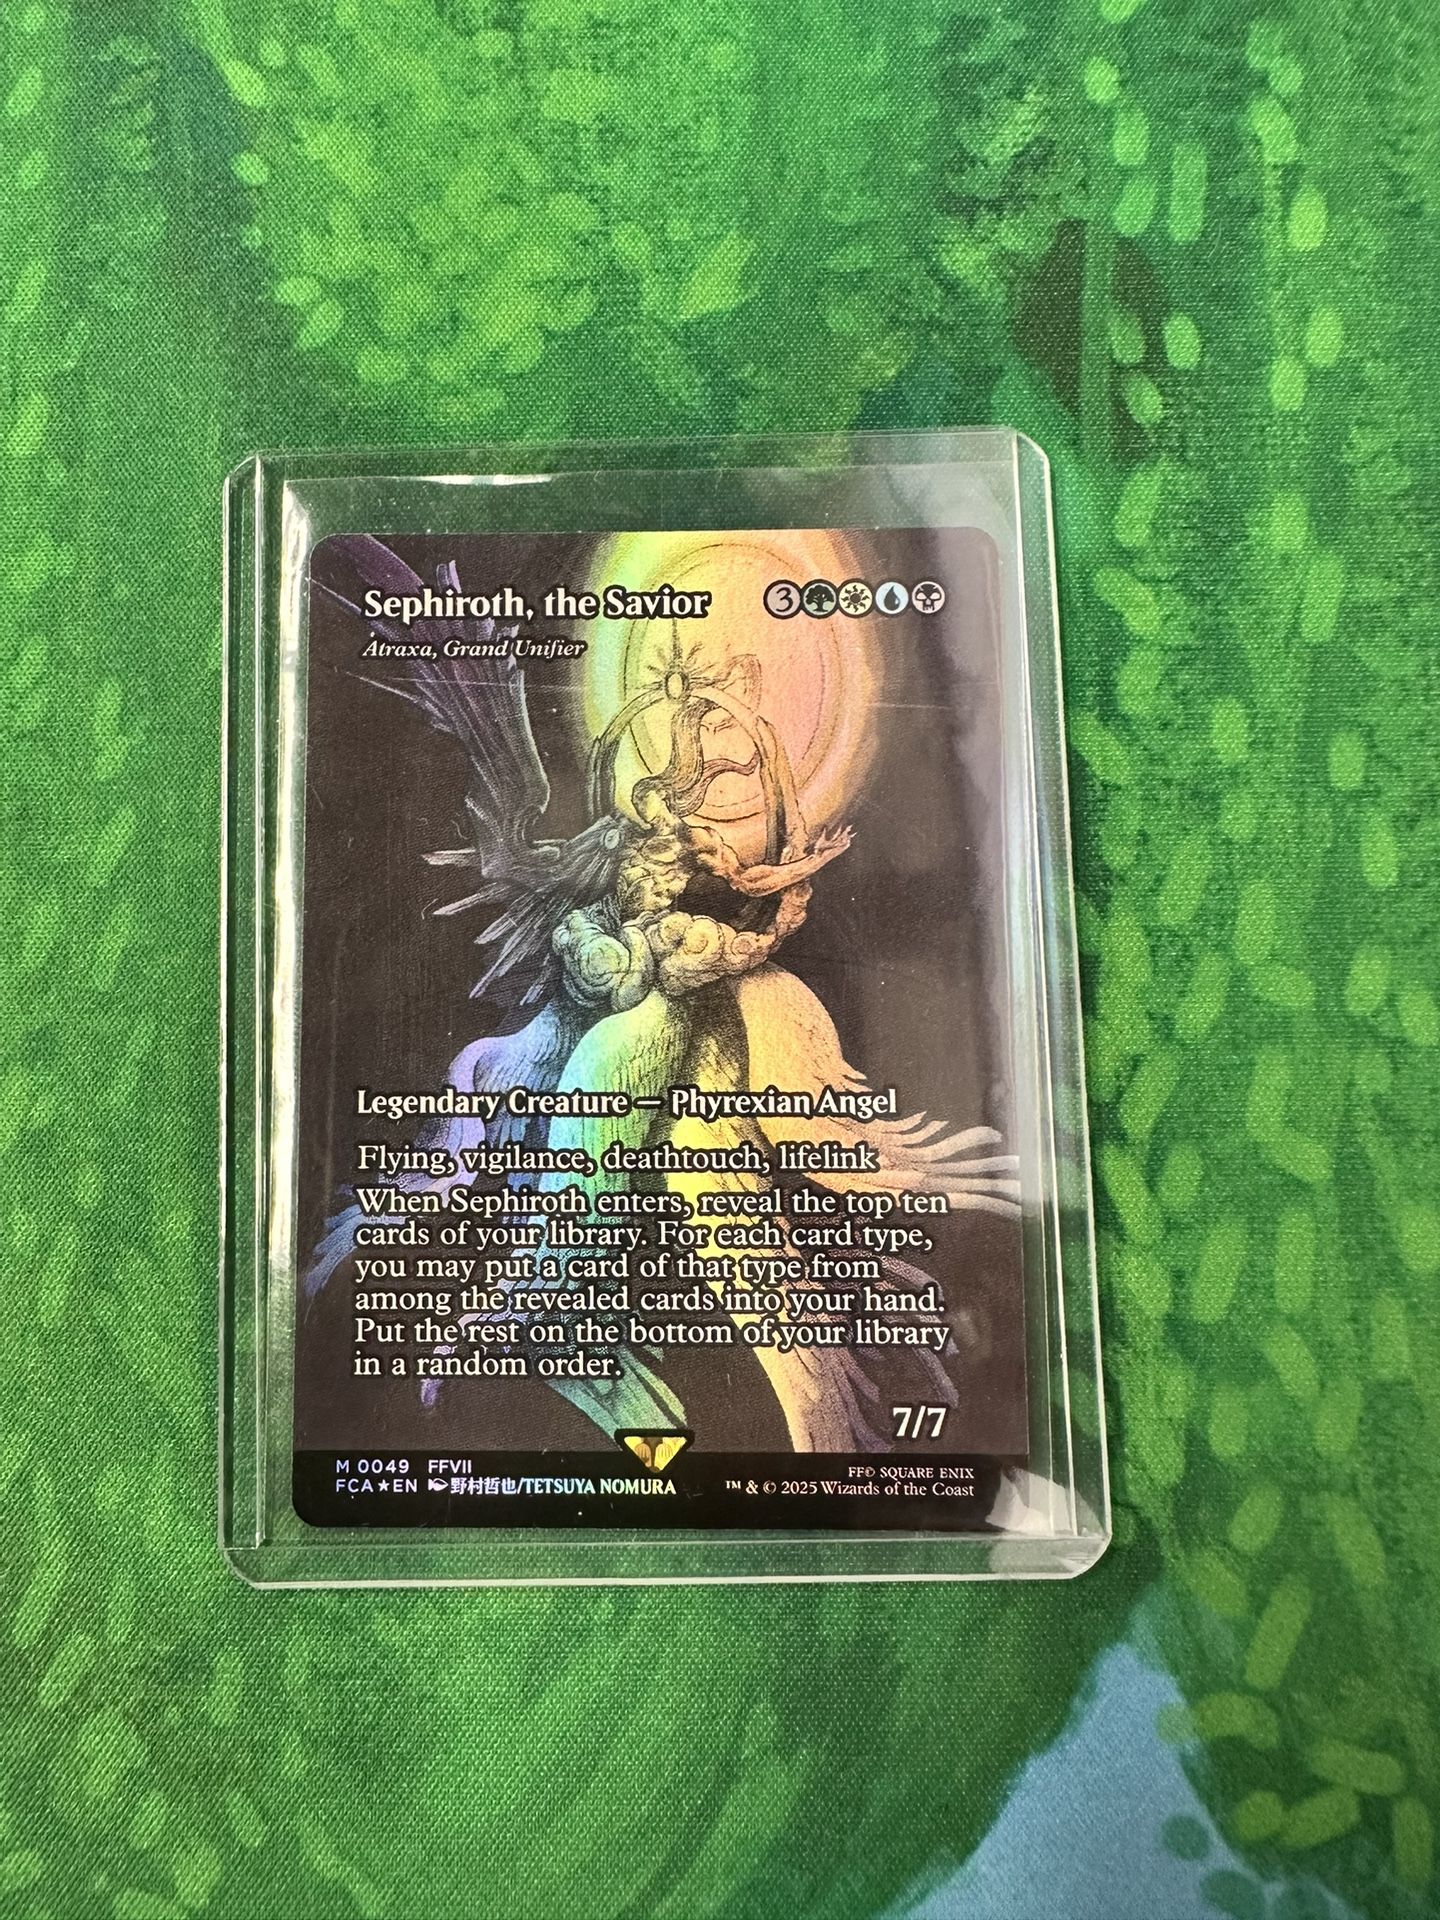 Sephiroth, the Savior 3
Atraxa, Grand Unifier
Legendary Creature — Phyrexian Angel
Flying, vigilance, deathtouch, lifelink
When Sephiroth enters, reveal the top ten
cards of your library. For each card type,
you may put a card of that type from
among the revealed cards into your hand.
Put the rest on the bottom of your library
in a random order.
7/7
M 0049 FFVII
FCA★EN 野村哲也/TETSUYA NOMURA
FF© SQUARE ENIX
™ & © 2025 Wizards of the Coast